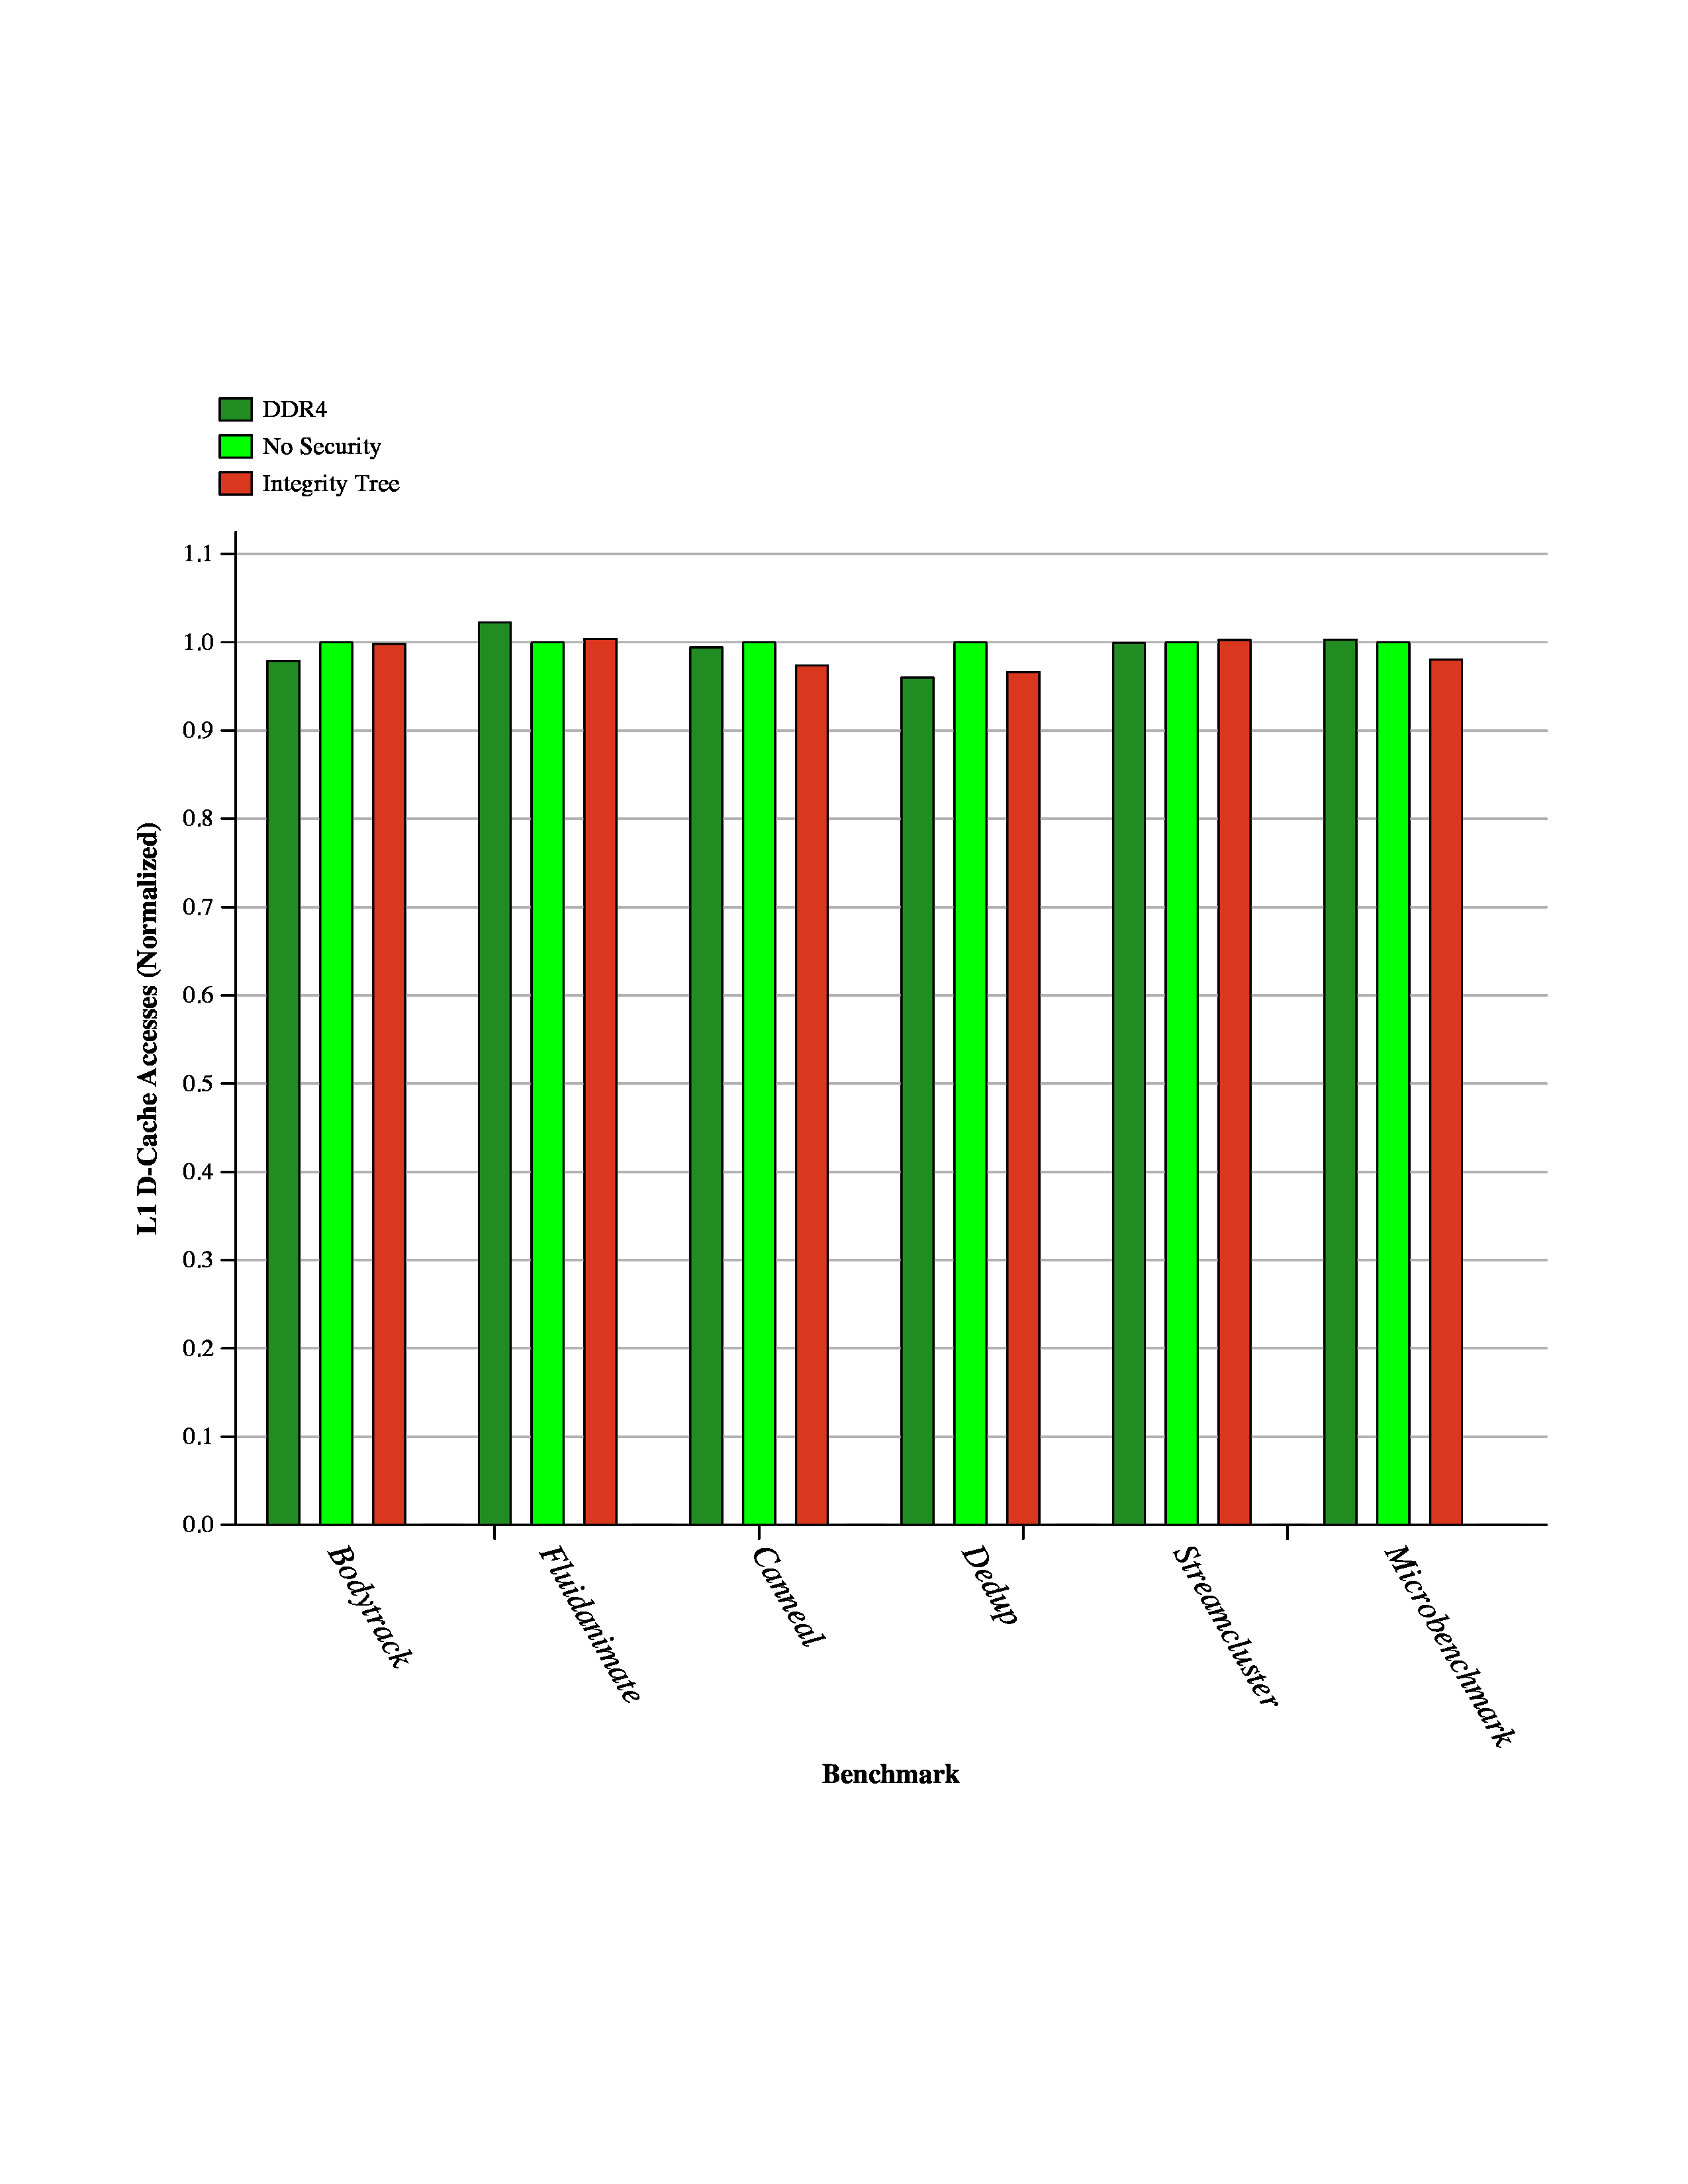 DDR4
No Security
Integrity Tree
1.1
1.0
0.9
0.8
0.7
0.6
0.5
0.4
0.3
0.2
0.1
0.0
L1 D-Cache Accesses (Normalized)
Bodytrack
Fluidanimate
Canneal
Dedup
Streamcluster
Microbenchmark
Benchmark